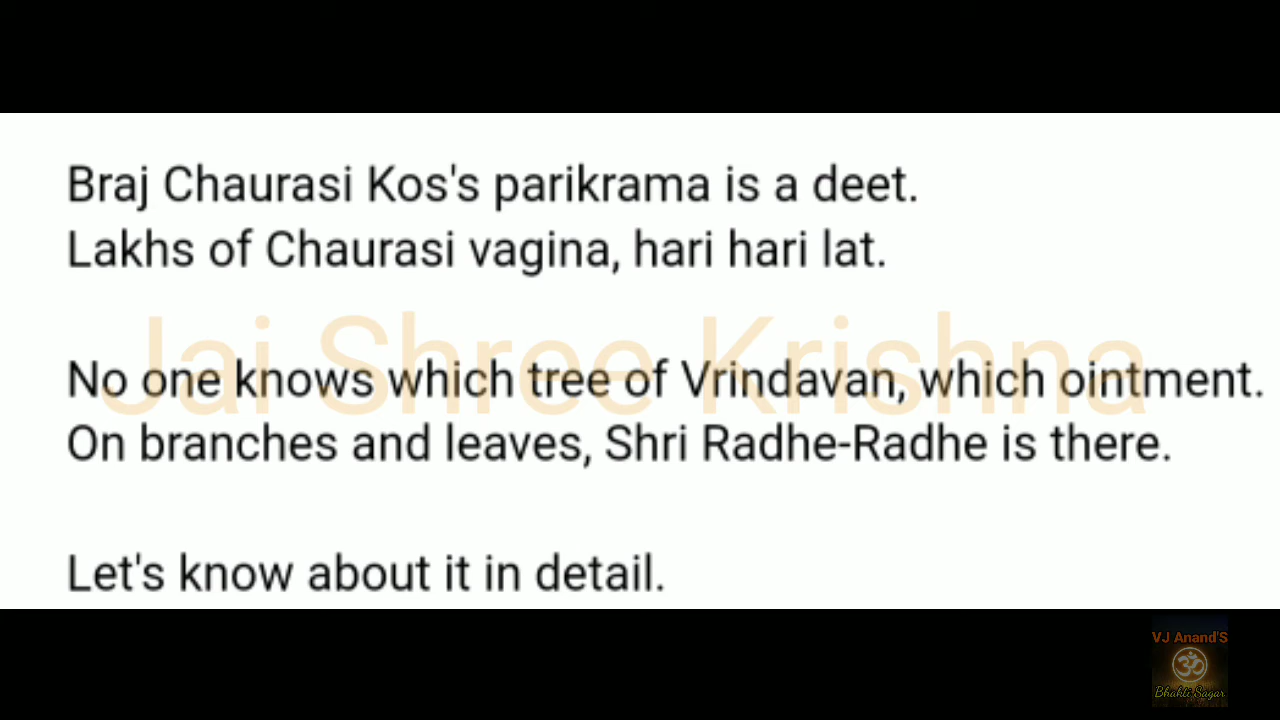 Braj Chaurasi Kos's parikrama is a deet.
Lakhs of Chaurasi vagina, hari hari lat.
Jai Shree Krishna
No one knows which tree of Vrindavan, which ointment.
On branches and leaves, Shri Radhe-Radhe is there.
Let's know about it in detail.
VJ Anand'S
ॐ
Bhakti Sagar